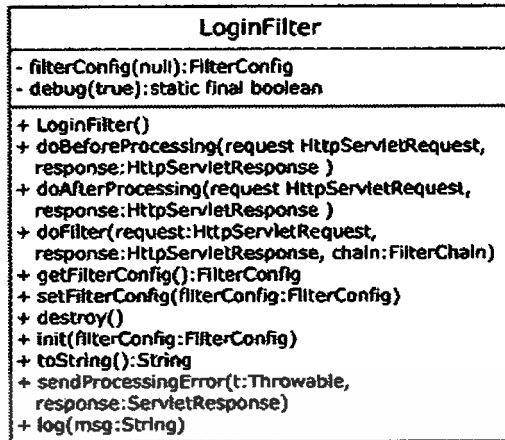 LoginFilter
- filterConfig(null):FilterConfig
- debug(true):static final boolean
+ LoginFilter()
+ doBeforeProcessing(request HttpServletRequest,
response:HttpServletResponse )
+ doAfterProcessing(request HttpServletRequest,
response:HttpServletResponse )
+ doFilter(request:HttpServletRequest,
response:HttpServletResponse, chain:FilterChain)
+ getFilterConfig():FilterConfig
+ setFilterConfig(filterConfig:FilterConfig)
+ destroy()
+ init(filterConfig:FilterConfig)
+ toString():String
+ sendProcessingError(t:Throwable,
response:ServletResponse)
+ log(msg:String)